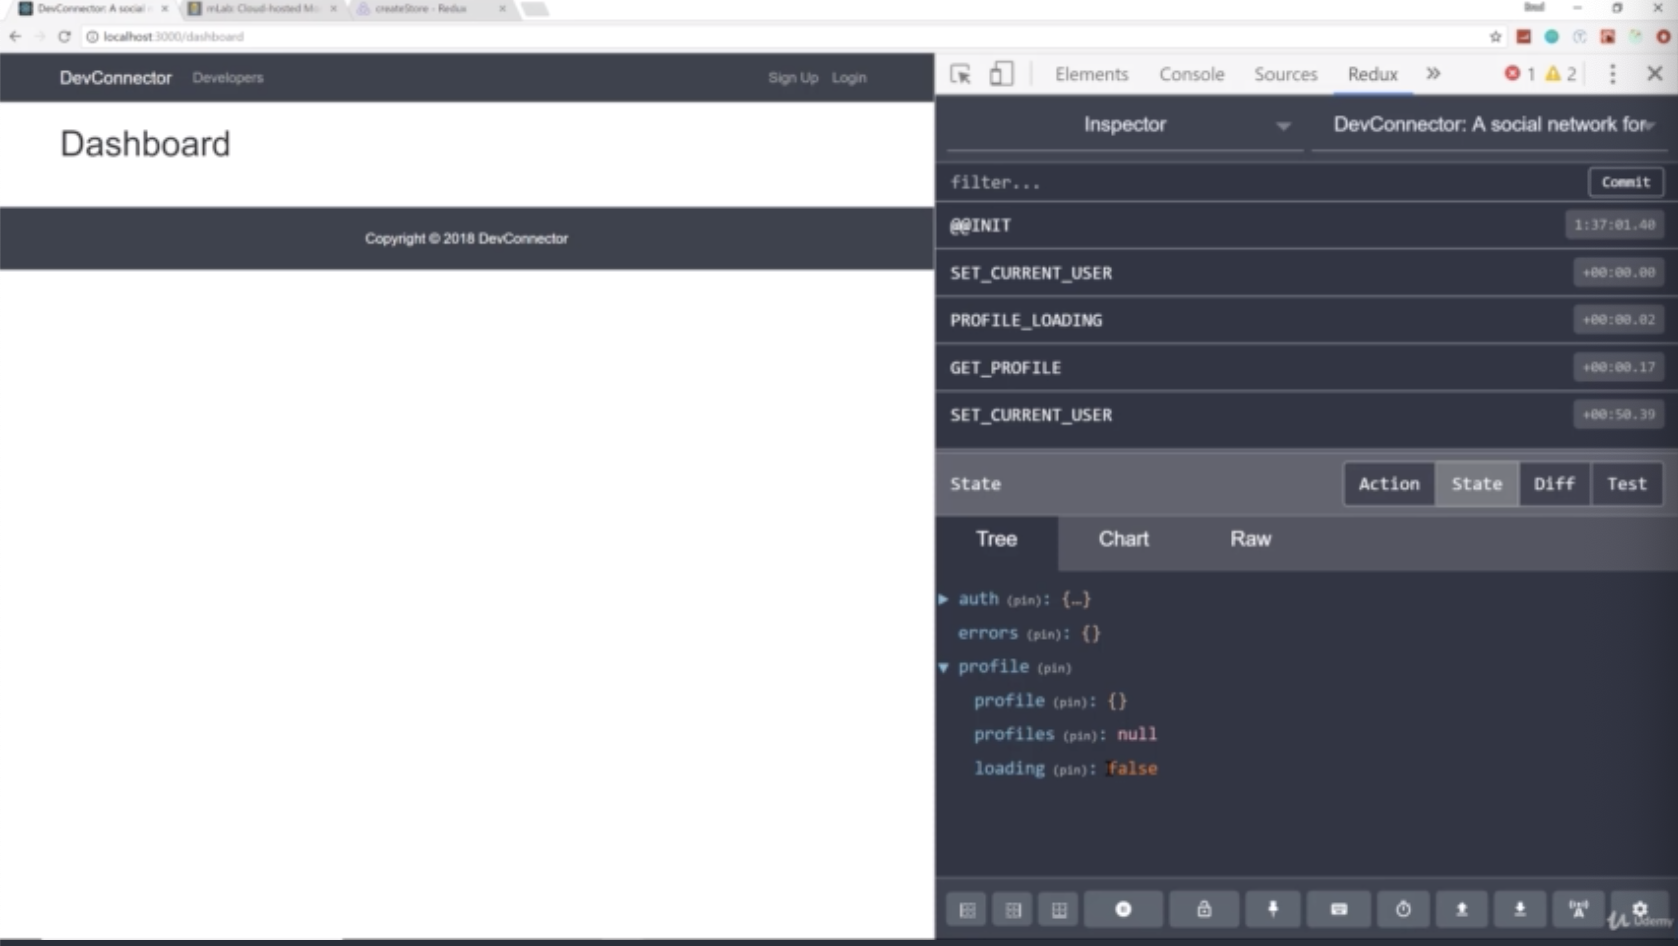 DevConnector: A social
mLab: Cloud-hosted Mo
createStore - Redux
localhost:3000/dashboard
DevConnector Developers Sign Up Login
Dashboard
Copyright © 2018 DevConnector
Elements Console Sources Redux » 1 2
Inspector DevConnector: A social network for
filter... Commit
@@INIT 1:37:01.40
SET_CURRENT_USER +00:00.00
PROFILE_LOADING +00:00.02
GET_PROFILE +00:00.17
SET_CURRENT_USER +00:50.39
State Action State Diff Test
Tree Chart Raw
auth (pin): {…}
errors (pin): {}
profile (pin)
profile (pin): {}
profiles (pin): null
loading (pin): false
Udemy